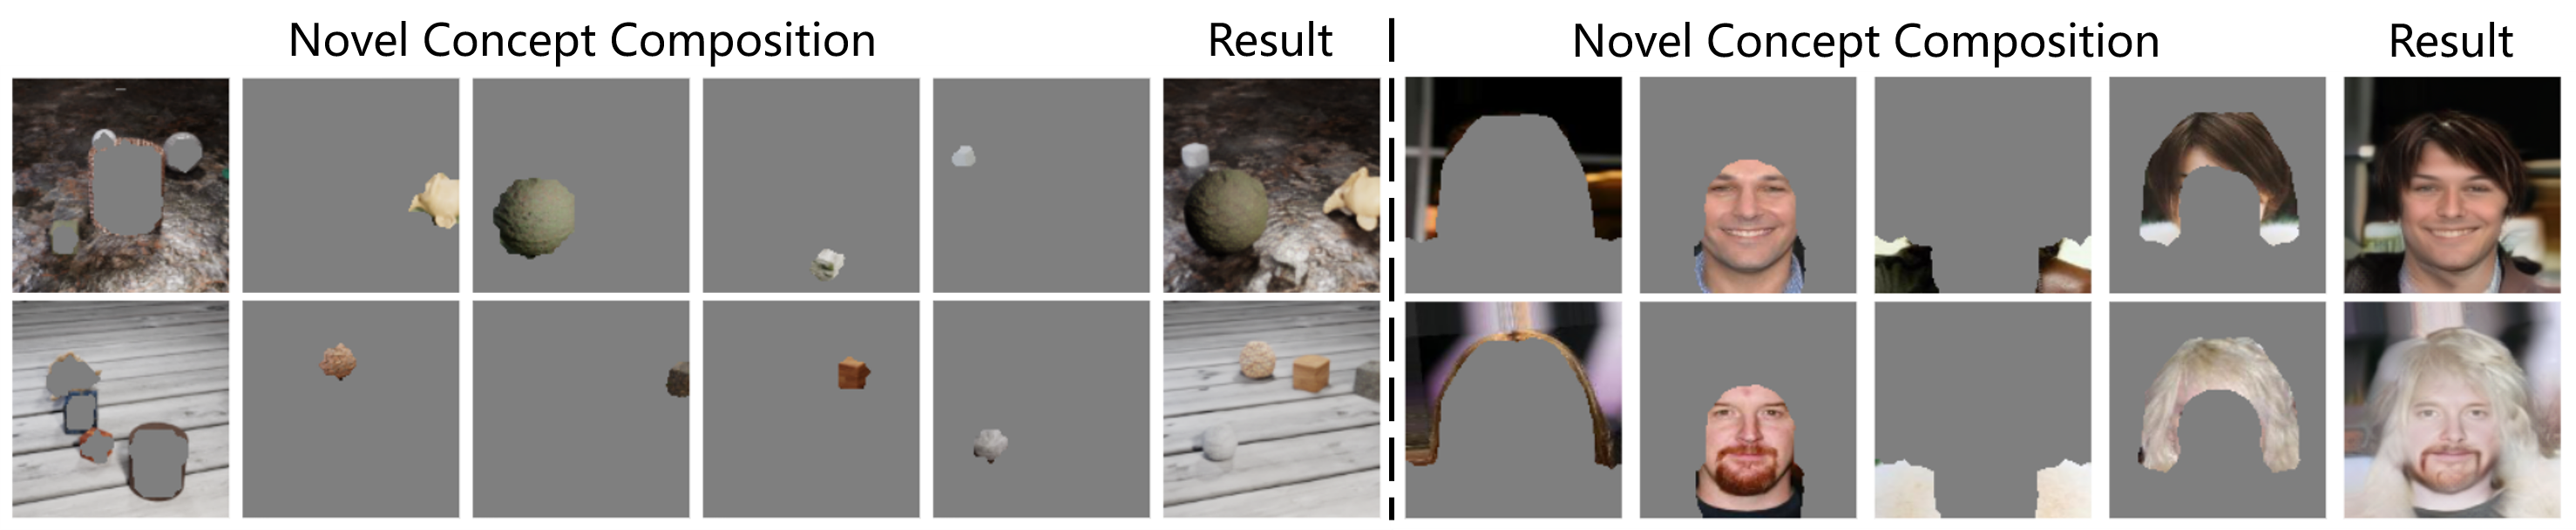 Novel Concept Composition
Result
Novel Concept Composition
Result